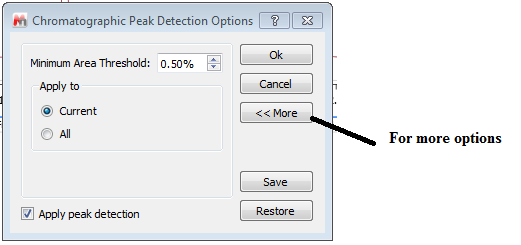 Chromatographic Peak Detection Options
Minimum Area Threshold: 0.50%
Ok
Apply to
Cancel
Current
<< More
For more options
All
Save
Apply peak detection
Restore